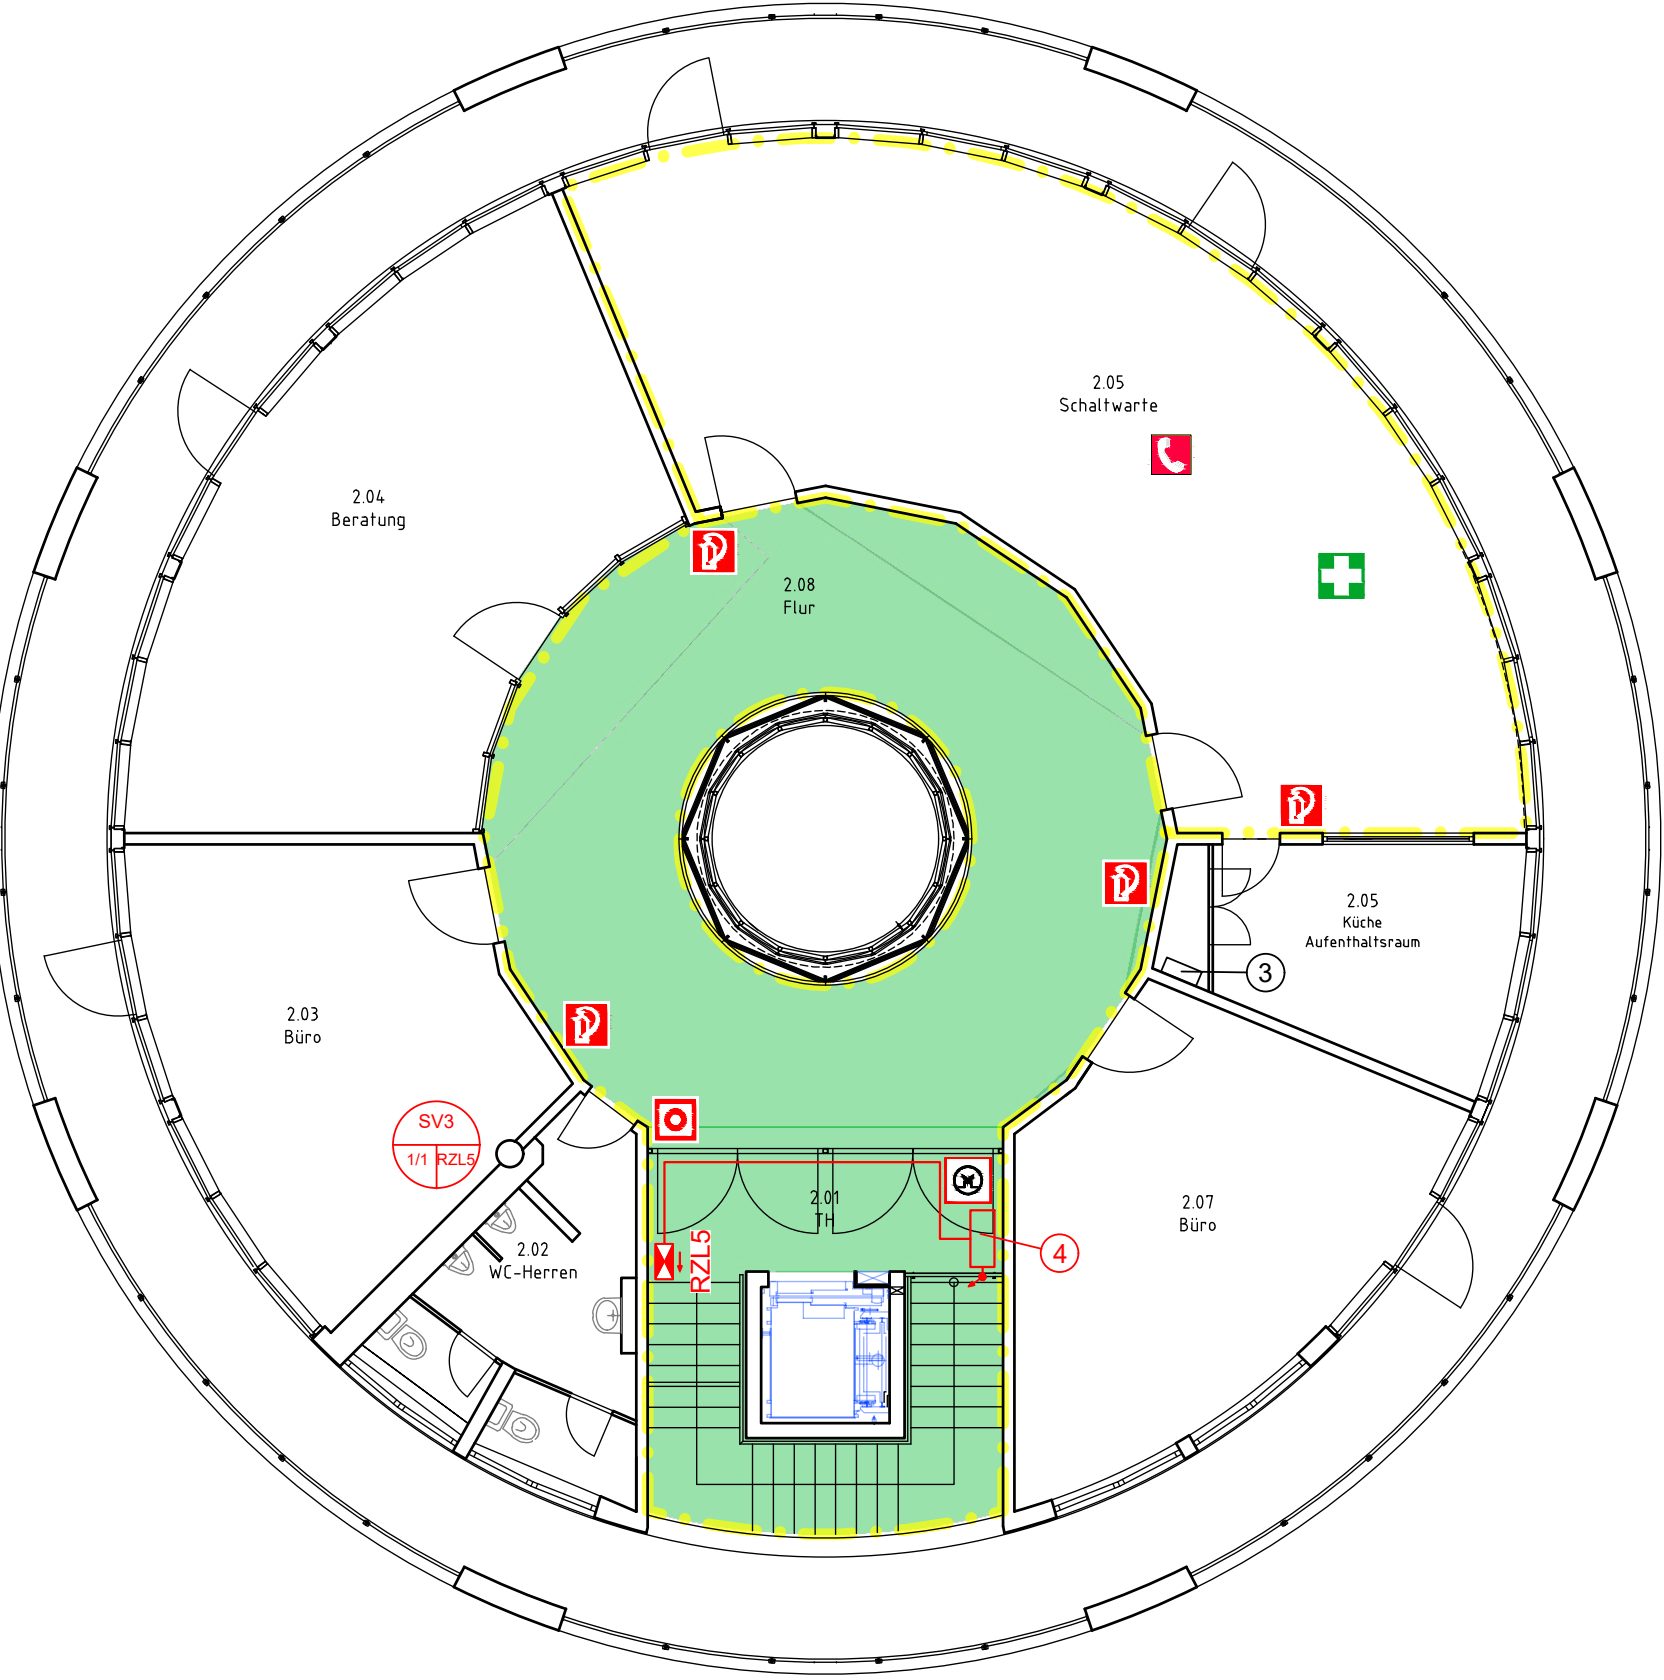 2.05
Schaltwarte
2.04
Beratung
2.08
Flur
2.05
Küche
Aufenthaltsraum
3
2.03
Büro
SV3
1/1 RZL5
2.01
TH
2.07
Büro
2.02
WC-Herren
RZL5
4